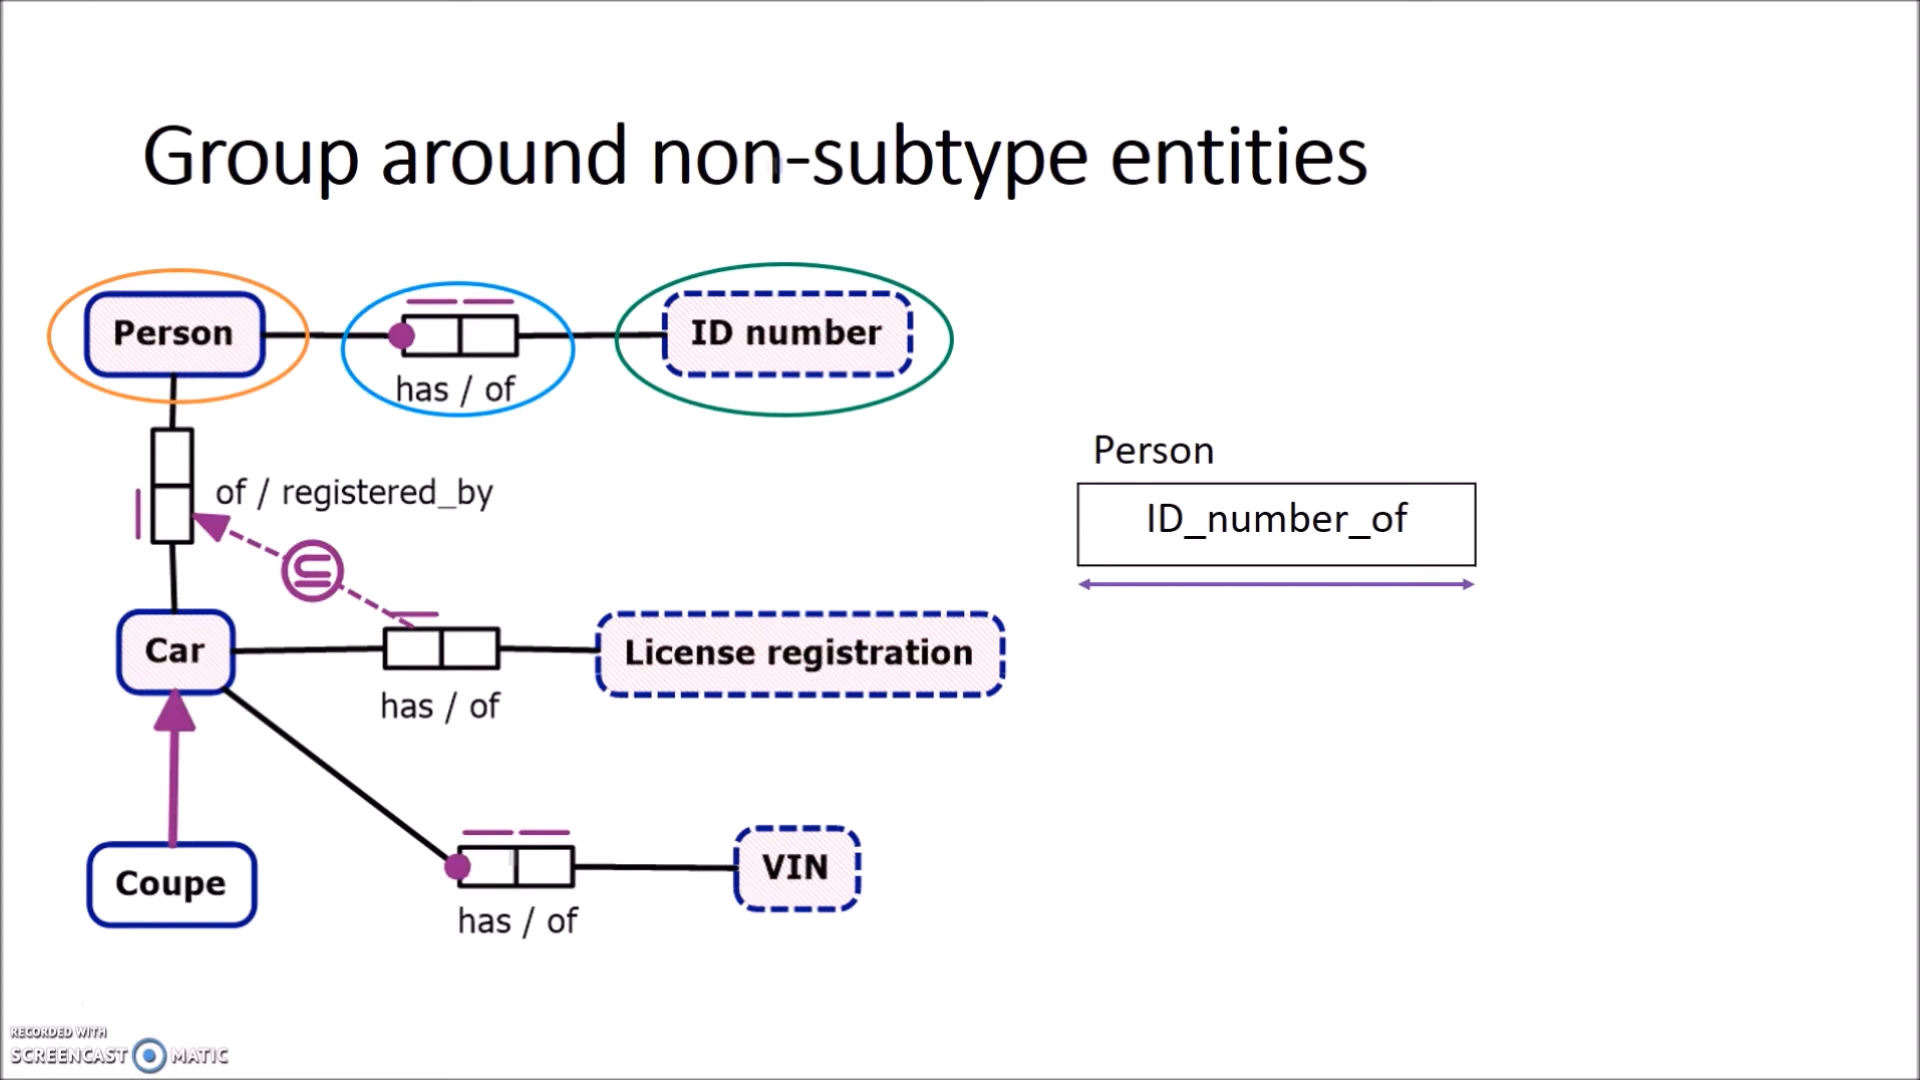 Group around non-subtype entities
Person
ID number
has / of
Person
of / registered_by
ID_number_of
Car
License registration
has / of
Coupe
VIN
has / of
RECORDED WITH
SCREENCAST MATIC